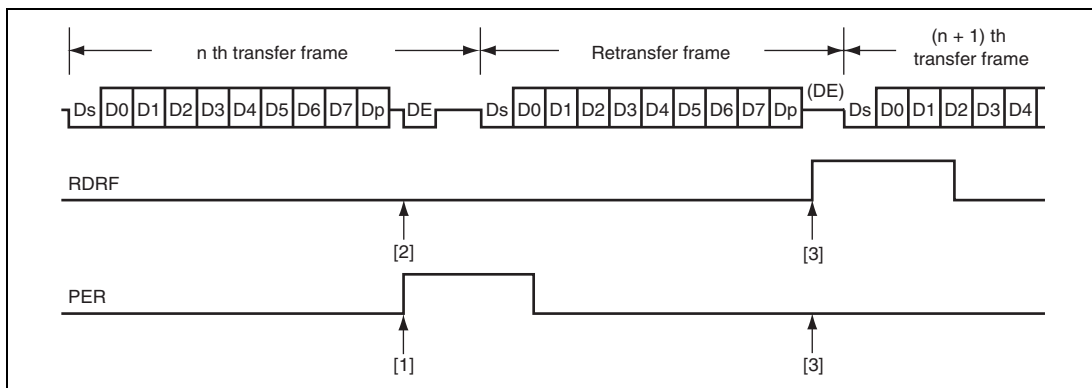 n th transfer frame Retransfer frame (n + 1) th
transfer frame
Ds D0 D1 D2 D3 D4 D5 D6 D7 Dp DE Ds D0 D1 D2 D3 D4 D5 D6 D7 Dp (DE) Ds D0 D1 D2 D3 D4
RDRF
[2] [3]
PER
[1] [3]